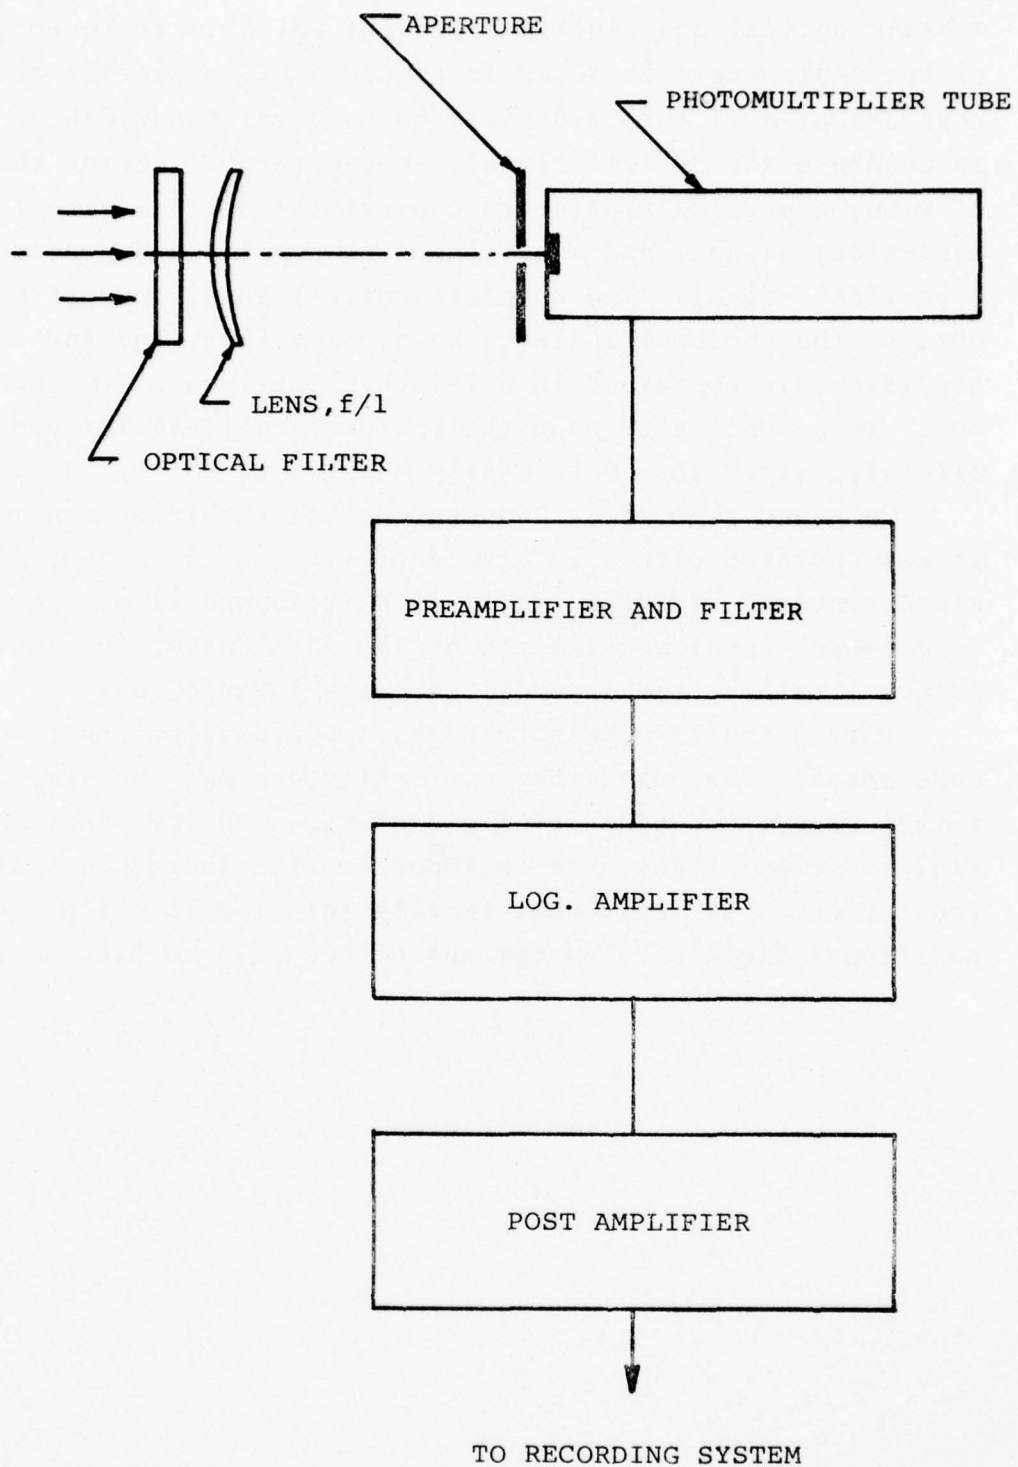 APERTURE
PHOTOMULTIPLIER TUBE
LENS,f/1
OPTICAL FILTER
PREAMPLIFIER AND FILTER
LOG. AMPLIFIER
POST AMPLIFIER
TO RECORDING SYSTEM